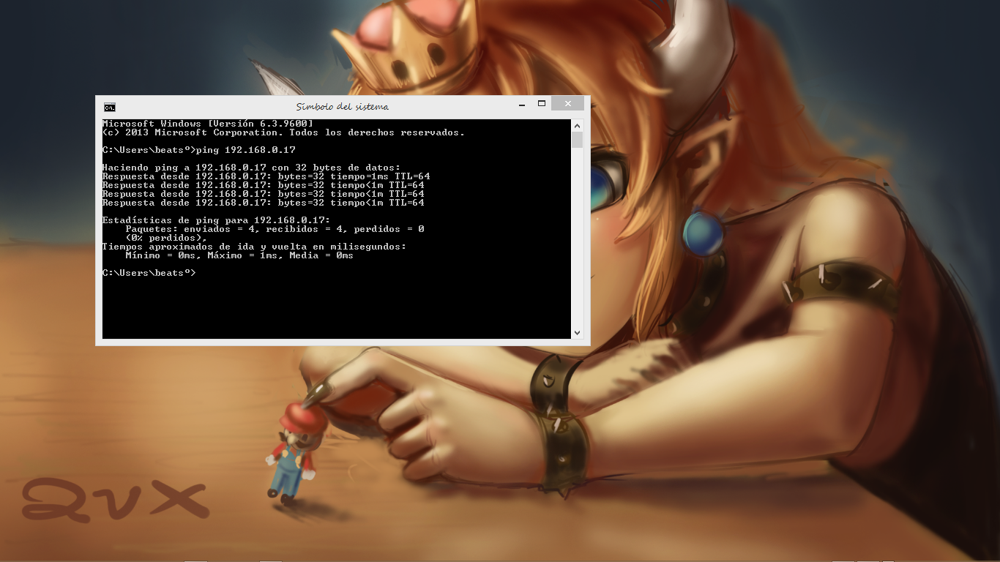 Símbolo del sistema
Microsoft Windows [Versión 6.3.9600]
(c) 2013 Microsoft Corporation. Todos los derechos reservados.
C:\Users\beatsº>ping 192.168.0.17
Haciendo ping a 192.168.0.17 con 32 bytes de datos:
Respuesta desde 192.168.0.17: bytes=32 tiempo=1ms TTL=64
Respuesta desde 192.168.0.17: bytes=32 tiempo<1m TTL=64
Respuesta desde 192.168.0.17: bytes=32 tiempo<1m TTL=64
Respuesta desde 192.168.0.17: bytes=32 tiempo<1m TTL=64
Estadísticas de ping para 192.168.0.17:
Paquetes: enviados = 4, recibidos = 4, perdidos = 0
(0% perdidos),
Tiempos aproximados de ida y vuelta en milisegundos:
Mínimo = 0ms, Máximo = 1ms, Media = 0ms
C:\Users\beatsº>
QVX